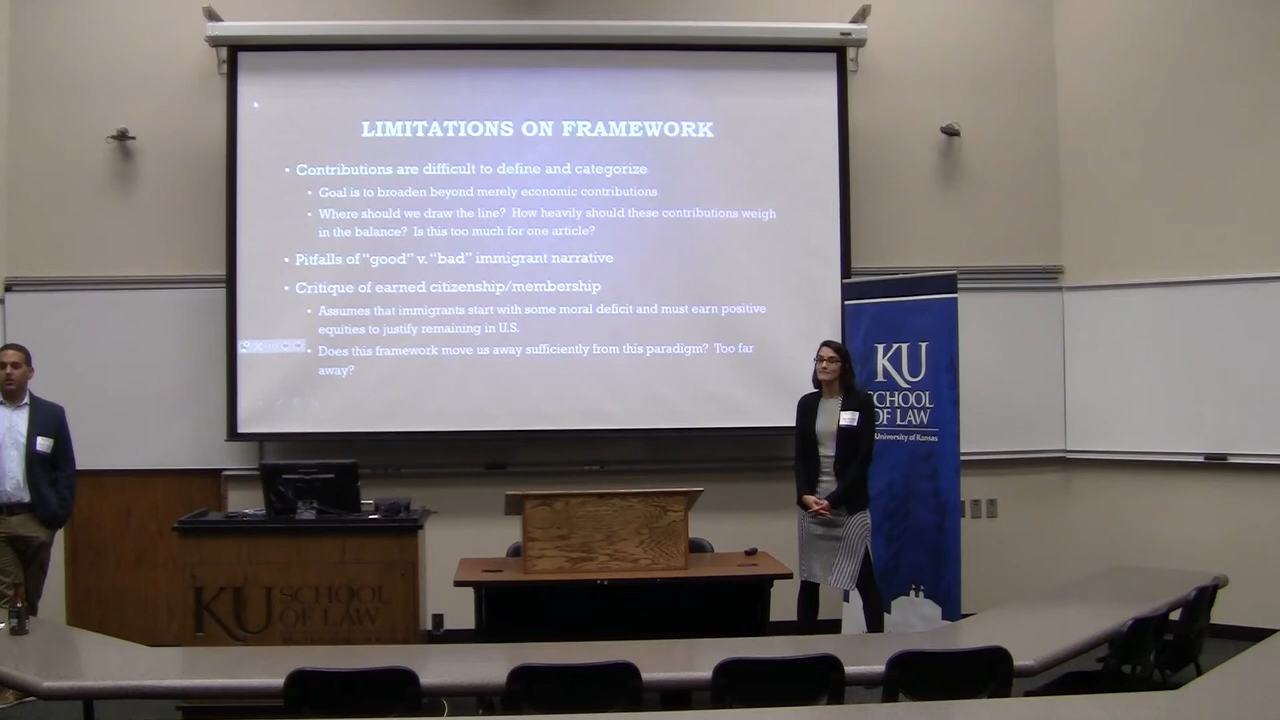 LIMITATIONS ON FRAMEWORK
• Contributions are difficult to define and categorize
• Goal is to broaden beyond merely economic contributions
• Where should we draw the line? How heavily should these contributions weigh
in the balance? Is this too much for one article?
• Pitfalls of “good” v. “bad” immigrant narrative
• Critique of earned citizenship/membership
• Assumes that immigrants start with some moral deficit and must earn positive
equities to justify remaining in U.S.
• Does this framework move us away sufficiently from this paradigm? Too far
away?
KU
SCHOOL
OF LAW
University of Kansas
KU SCHOOL
OF LAW